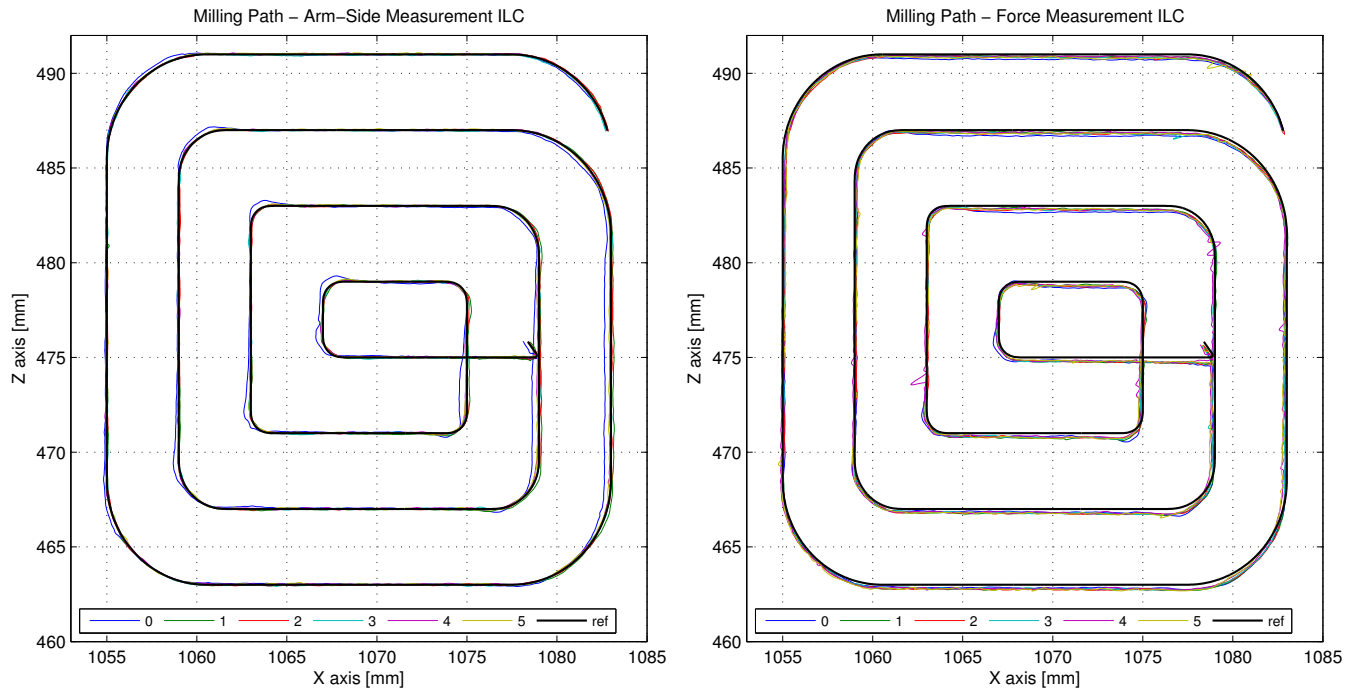 Milling Path − Arm−Side Measurement ILC
Z axis [mm]
490
485
480
475
470
465
460
0 1 2 3 4 5 ref
1055 1060 1065 1070 1075 1080 1085
X axis [mm]
Milling Path − Force Measurement ILC
Z axis [mm]
490
485
480
475
470
465
460
0 1 2 3 4 5 ref
1055 1060 1065 1070 1075 1080 1085
X axis [mm]